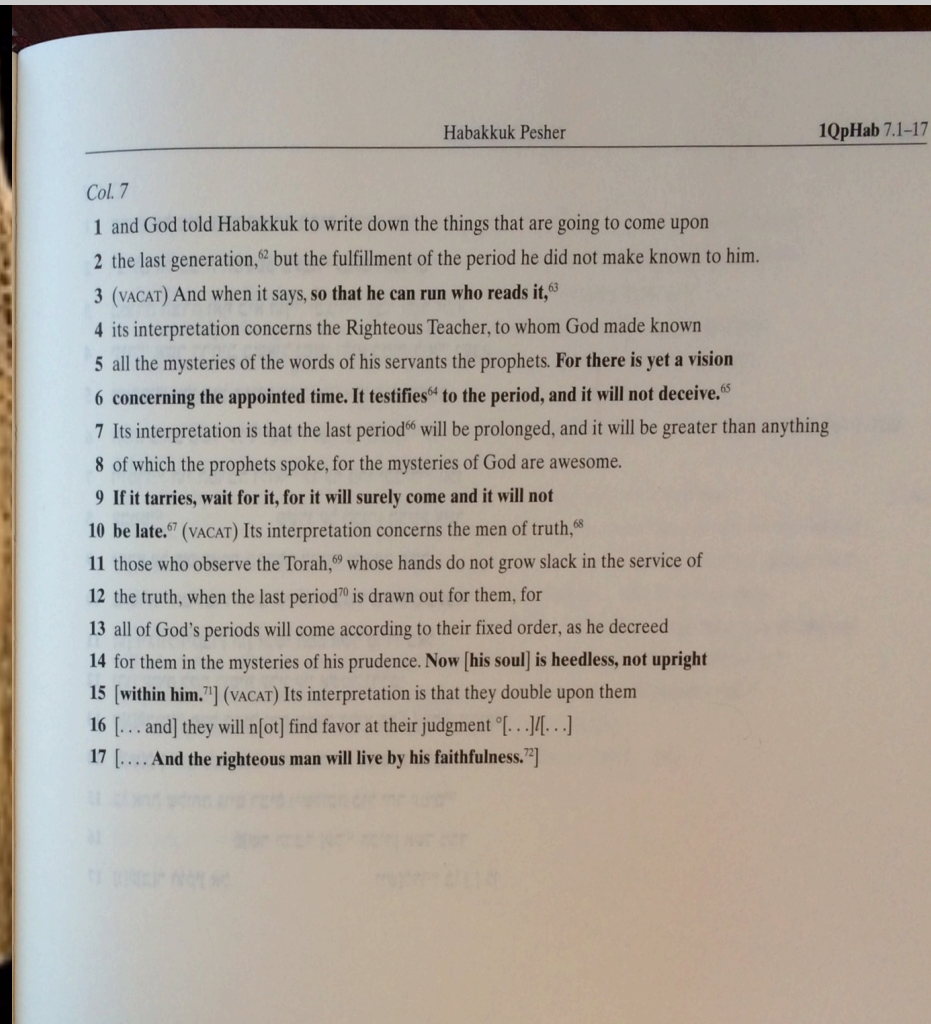 Habakkuk Pesher 1QpHab 7.1–17
Col. 7
1 and God told Habakkuk to write down the things that are going to come upon
2 the last generation,⁶² but the fulfillment of the period he did not make known to him.
3 (VACAT) And when it says, so that he can run who reads it,⁶³
4 its interpretation concerns the Righteous Teacher, to whom God made known
5 all the mysteries of the words of his servants the prophets. For there is yet a vision
6 concerning the appointed time. It testifies⁶⁴ to the period, and it will not deceive.⁶⁵
7 Its interpretation is that the last period⁶⁶ will be prolonged, and it will be greater than anything
8 of which the prophets spoke, for the mysteries of God are awesome.
9 If it tarries, wait for it, for it will surely come and it will not
10 be late.⁶⁷ (VACAT) Its interpretation concerns the men of truth,⁶⁸
11 those who observe the Torah,⁶⁹ whose hands do not grow slack in the service of
12 the truth, when the last period⁷⁰ is drawn out for them, for
13 all of God's periods will come according to their fixed order, as he decreed
14 for them in the mysteries of his prudence. Now [his soul] is heedless, not upright
15 [within him.⁷¹] (VACAT) Its interpretation is that they double upon them
16 [. . . and] they will n[ot] find favor at their judgment °[. . .]/[. . .]
17 [. . . . And the righteous man will live by his faithfulness.⁷²]